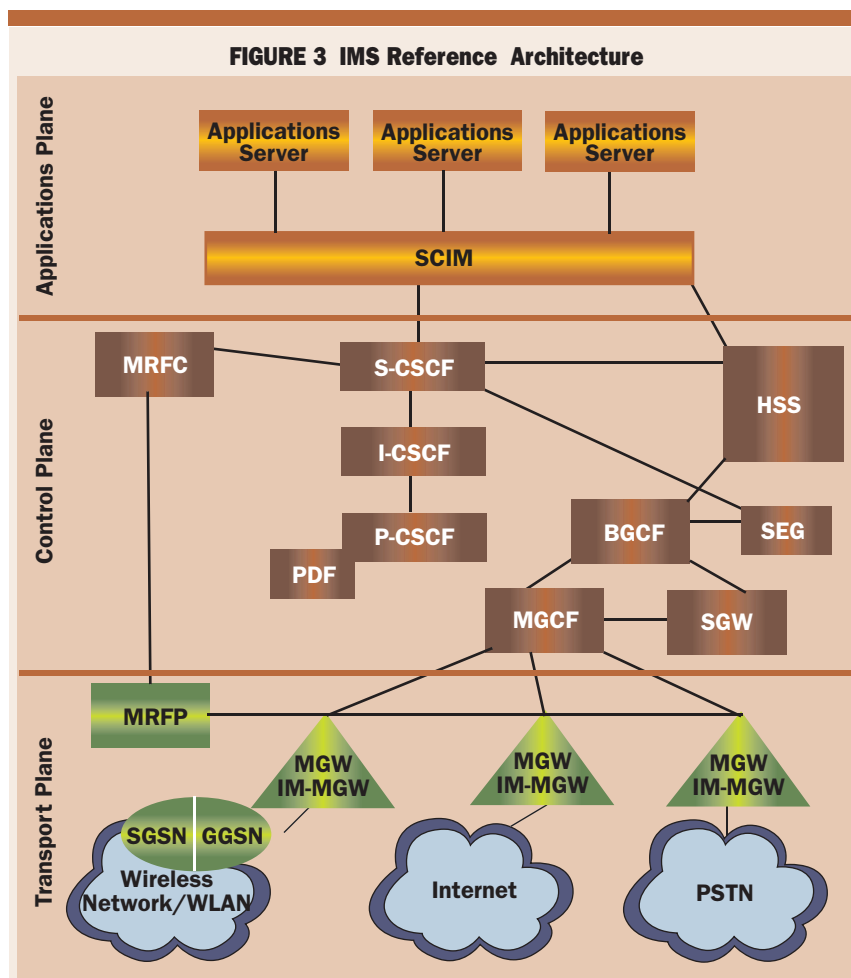 FIGURE 3 IMS Reference Architecture
Applications Plane
Applications
Server
Applications
Server
Applications
Server
SCIM
Control Plane
MRFC
S-CSCF
HSS
I-CSCF
P-CSCF
PDF
BGCF
SEG
MGCF
SGW
Transport Plane
MRFP
MGW
IM-MGW
MGW
IM-MGW
MGW
IM-MGW
SGSN
GGSN
Wireless
Network/WLAN
Internet
PSTN